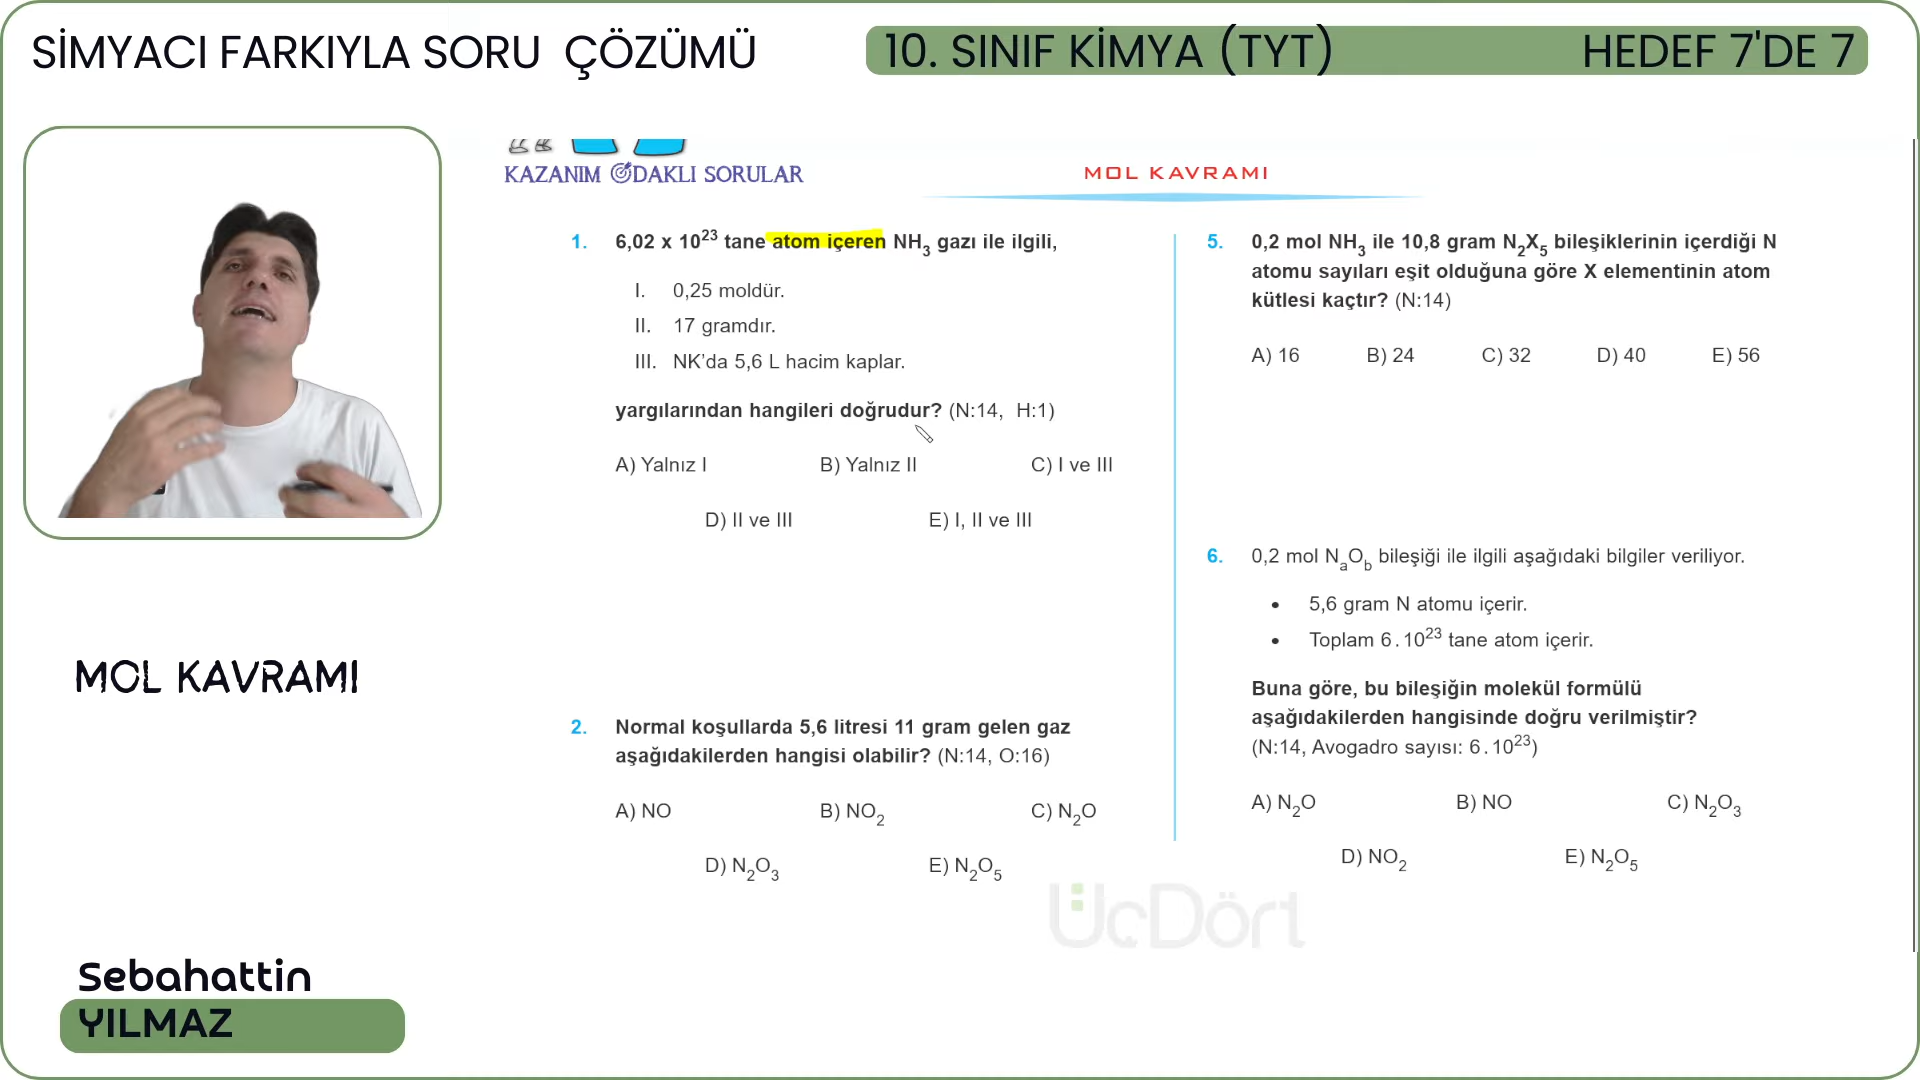 SİMYACI FARKIYLA SORU ÇÖZÜMÜ
10. SINIF KİMYA (TYT) HEDEF 7'DE 7
KAZANIM ODAKLI SORULAR
MOL KAVRAMI
1. 6,02 x 10²³ tane atom içeren NH₃ gazı ile ilgili,
I. 0,25 moldür.
II. 17 gramdır.
III. NK'da 5,6 L hacim kaplar.
yargılarından hangileri doğrudur? (N:14, H:1)
A) Yalnız I B) Yalnız II C) I ve III
D) II ve III E) I, II ve III
2. Normal koşullarda 5,6 litresi 11 gram gelen gaz
aşağıdakilerden hangisi olabilir? (N:14, O:16)
A) NO B) NO₂ C) N₂O
D) N₂O₃ E) N₂O₅
5. 0,2 mol NH₃ ile 10,8 gram N₂X₅ bileşiklerinin içerdiği N
atomu sayıları eşit olduğuna göre X elementinin atom
kütlesi kaçtır? (N:14)
A) 16 B) 24 C) 32 D) 40 E) 56
6. 0,2 mol NₐO_b bileşiği ile ilgili aşağıdaki bilgiler veriliyor.
• 5,6 gram N atomu içerir.
• Toplam 6.10²³ tane atom içerir.
Buna göre, bu bileşiğin molekül formülü
aşağıdakilerden hangisinde doğru verilmiştir?
(N:14, Avogadro sayısı: 6.10²³)
A) N₂O B) NO C) N₂O₃
D) NO₂ E) N₂O₅
ÜçDört
MOL KAVRAMI
Sebahattin
YILMAZ